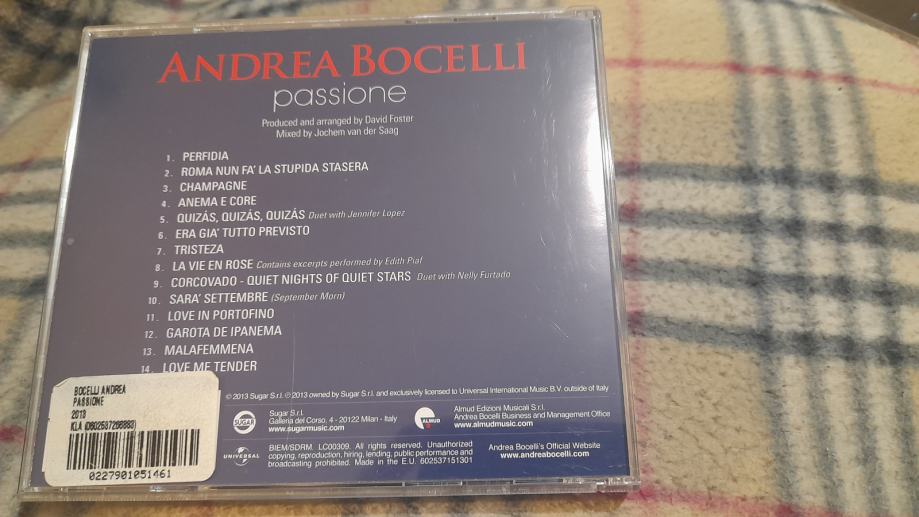 ANDREA BOCELLI
passione
Produced and arranged by David Foster
Mixed by Jochem van der Saag
1. PERFIDIA
2. ROMA NUN FA' LA STUPIDA STASERA
3. CHAMPAGNE
4. ANEMA E CORE
5. QUIZÁS, QUIZÁS, QUIZÁS Duet with Jennifer Lopez
6. ERA GIA' TUTTO PREVISTO
7. TRISTEZA
8. LA VIE EN ROSE Contains excerpts performed by Edith Piaf
9. CORCOVADO - QUIET NIGHTS OF QUIET STARS Duet with Nelly Furtado
10. SARA' SETTEMBRE (September Morn)
11. LOVE IN PORTOFINO
12. GAROTA DE IPANEMA
13. MALAFEMMENA
14 LOVE ME TENDER
© 2013 Sugar S.r.l. ℗ 2013 owned by Sugar S.r.l. and exclusively licensed to Universal International Music B.V. outside of Italy
SUGAR
Sugar S.r.l.
Galleria del Corso, 4 - 20122 Milan - Italy
www.sugarmusic.com
ALMUD
Almud Edizioni Musicali S.r.l.
Andrea Bocelli Business and Management Office
www.almudmusic.com
UNIVERSAL
BIEM/SDRM. LC00309. All rights reserved. Unauthorized
copying, reproduction, hiring, lending, public performance and
broadcasting prohibited. Made in the E.U. 602537151301
Andrea Bocelli's Official Website
www.andreabocelli.com
BOCELLI ANDREA
PASSIONE
2013
KLA
0227901051461